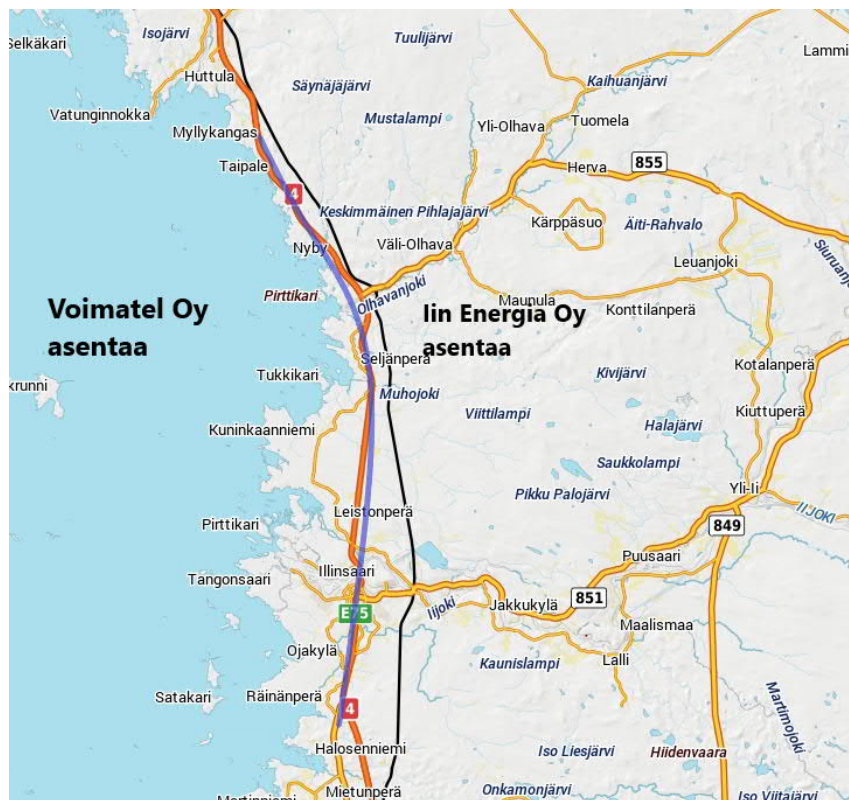 Selkäkari
Isojärvi
Tuulijärvi
Lammi
Huttula
Säynäjäjärvi
Kaihuanjärvi
Vatunginnokka
Mustalampi
Myllykangas
Yli-Olhava
Tuomela
Taipale
Herva
855
4
Keskimmäinen Pihlajajärvi
Kärppäsuo
Äiti-Rahvalo
Nyby
Väli-Olhava
Siuruanj
Leuanjoki
Pirttikari
Olhavanjoki
Maunula
Konttilanperä
Voimatel Oy
asentaa
Iin Energia Oy
asentaa
Seljänperä
Kotalanperä
krunni
Tukkikari
Muhojoki
Kivijärvi
Viittilampi
Kiuttuperä
Kuninkaanniemi
Halajärvi
Saukkolampi
Pikku Palojärvi
Yli-Ii
Leistonperä
IIJOKI
Pirttikari
849
Puusaari
Illinsaari
Tangonsaari
Iijoki
Jakkukylä
851
E75
Maalismaa
Ojakylä
Kaunislampi
Lalli
Satakari
Räinänperä
4
Martimojoki
Halosenniemi
Iso Liesjärvi
Hiidenvaara
Mietunperä
Onkamonjärvi
Iso Viitajärvi
Martinniemi